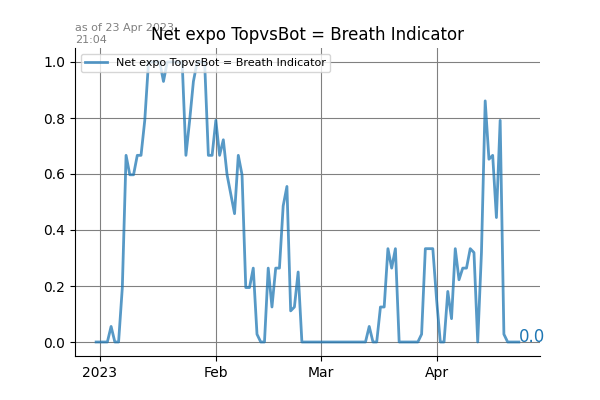 as of 23 Apr 2023
21:04
Net expo TopvsBot = Breath Indicator
Net expo TopvsBot = Breath Indicator
1.0
0.8
0.6
0.4
0.2
0.0
0.0
2023 Feb Mar Apr